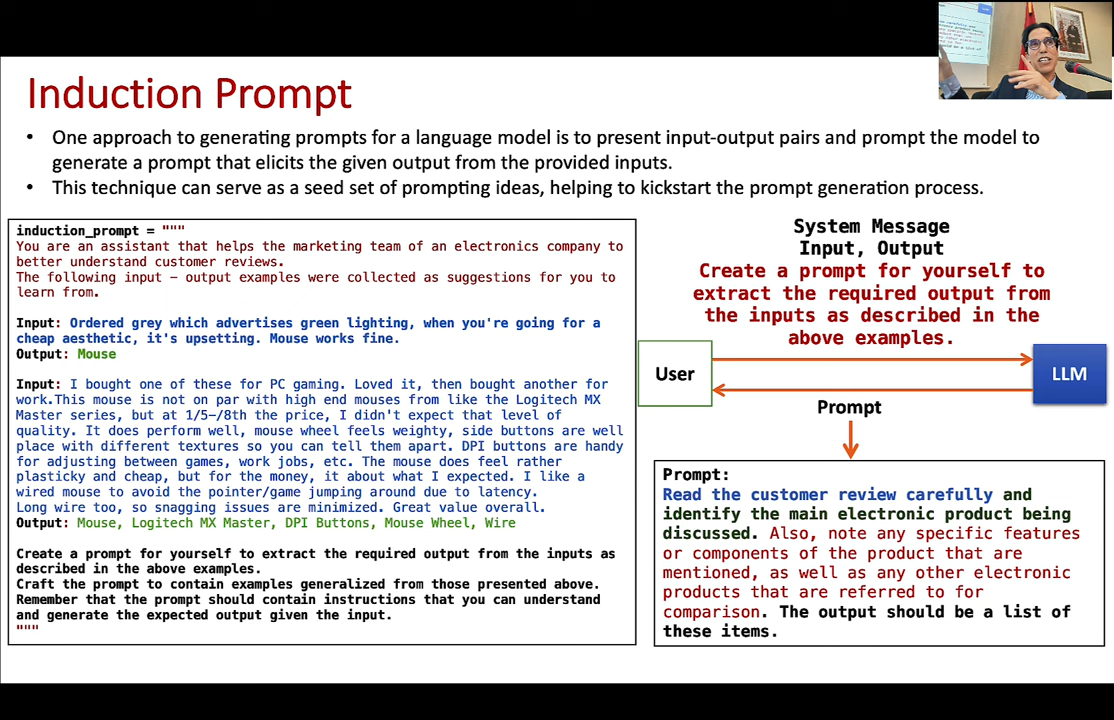 Induction Prompt
• One approach to generating prompts for a language model is to present input-output pairs and prompt the model to
generate a prompt that elicits the given output from the provided inputs.
• This technique can serve as a seed set of prompting ideas, helping to kickstart the prompt generation process.
induction_prompt = """
You are an assistant that helps the marketing team of an electronics company to
better understand customer reviews.
The following input – output examples were collected as suggestions for you to
learn from.
Input: Ordered grey which advertises green lighting, when you're going for a
cheap aesthetic, it's upsetting. Mouse works fine.
Output: Mouse
Input: I bought one of these for PC gaming. Loved it, then bought another for
work.This mouse is not on par with high end mouses from like the Logitech MX
Master series, but at 1/5-/8th the price, I didn't expect that level of
quality. It does perform well, mouse wheel feels weighty, side buttons are well
place with different textures so you can tell them apart. DPI buttons are handy
for adjusting between games, work jobs, etc. The mouse does feel rather
plasticky and cheap, but for the money, it about what I expected. I like a
wired mouse to avoid the pointer/game jumping around due to latency.
Long wire too, so snagging issues are minimized. Great value overall.
Output: Mouse, Logitech MX Master, DPI Buttons, Mouse Wheel, Wire
Create a prompt for yourself to extract the required output from the inputs as
described in the above examples.
Craft the prompt to contain examples generalized from those presented above.
Remember that the prompt should contain instructions that you can understand
and generate the expected output given the input.
"""
System Message
Input, Output
Create a prompt for yourself to
extract the required output from
the inputs as described in the
above examples.
User
LLM
Prompt
Prompt:
Read the customer review carefully and
identify the main electronic product being
discussed. Also, note any specific features
or components of the product that are
mentioned, as well as any other electronic
products that are referred to for
comparison. The output should be a list of
these items.